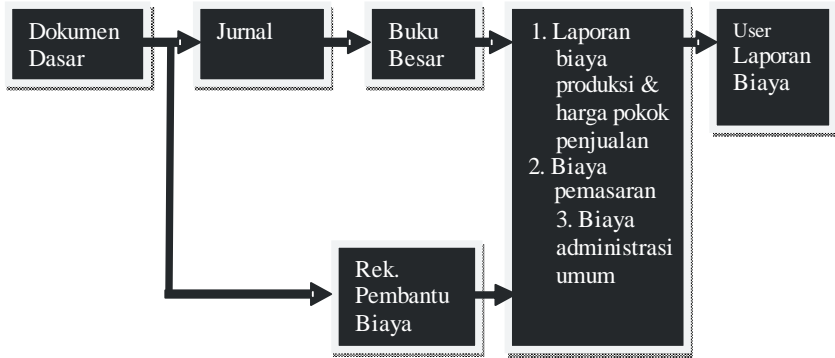 Dokumen
Dasar
Jurnal
Buku
Besar
1. Laporan
biaya
produksi &
harga pokok
penjualan
2. Biaya
pemasaran
3. Biaya
administrasi
umum
User
Laporan
Biaya
Rek.
Pembantu
Biaya